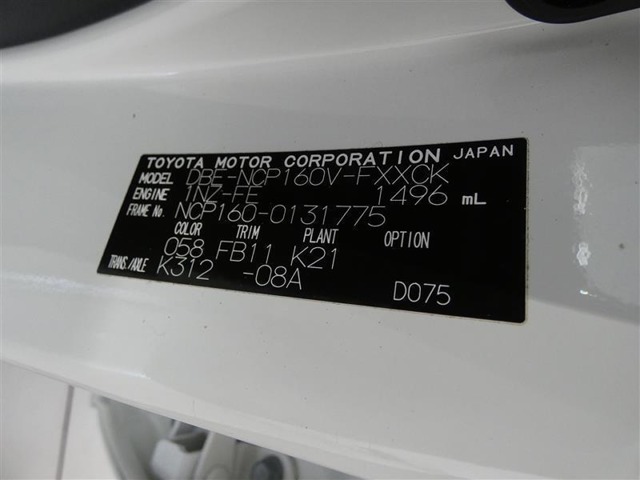 TOYOTA MOTOR CORPORATION JAPAN
MODEL DBE-NCP160V-FXXCK
ENGINE 1NZ-FE 1496 mL
FRAME No. NCP160-0131775
COLOR TRIM PLANT OPTION
058 FB11 K21
TRANS./AXLE K312 -08A
D075